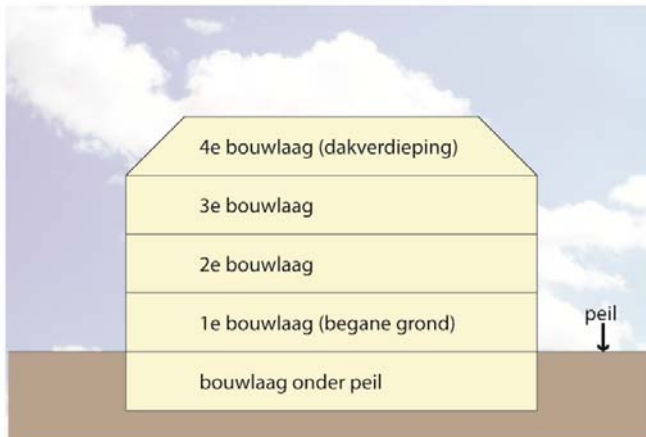 4e bouwlaag (dakverdieping)
3e bouwlaag
2e bouwlaag
1e bouwlaag (begane grond)
peil
bouwlaag onder peil